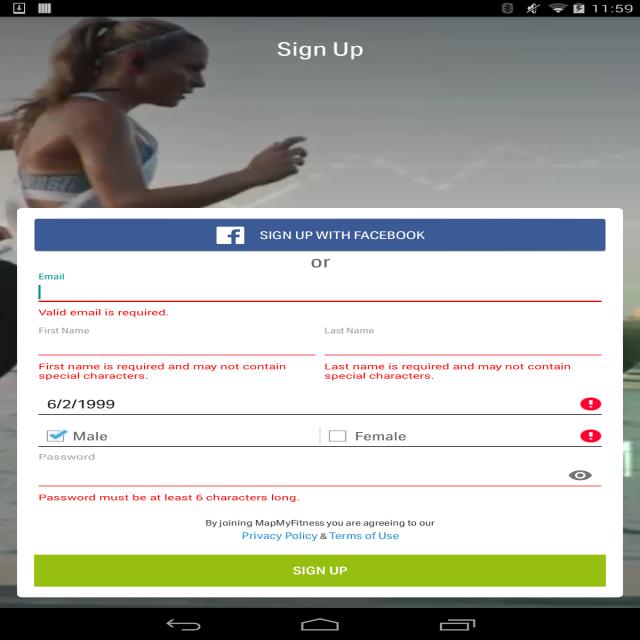 11:59
Sign Up
SIGN UP WITH FACEBOOK
or
Email
Valid email is required.
First Name
Last Name
First name is required and may not contain special characters.
Last name is required and may not contain special characters.
6/2/1999
Male
Female
Password
Password must be at least 6 characters long.
By joining MapMyFitness you are agreeing to our
Privacy Policy & Terms of Use
SIGN UP